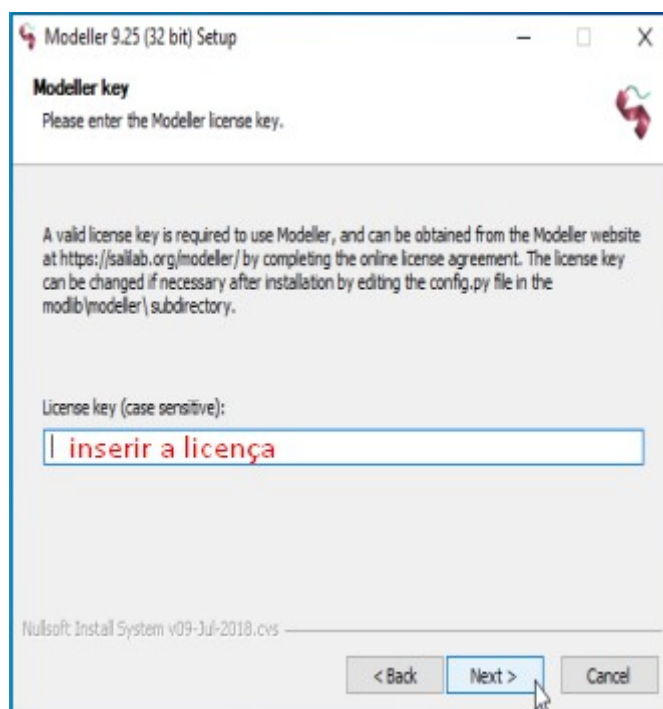 Modeller 9.25 (32 bit) Setup
Modeller key
Please enter the Modeller license key.
A valid license key is required to use Modeller, and can be obtained from the Modeller website
at https://salilab.org/modeller/ by completing the online license agreement. The license key
can be changed if necessary after installation by editing the config.py file in the
modlib\modeller\ subdirectory.
License key (case sensitive):
inserir a licença
Nullsoft Install System v09-Jul-2018.cvs
< Back Next > Cancel